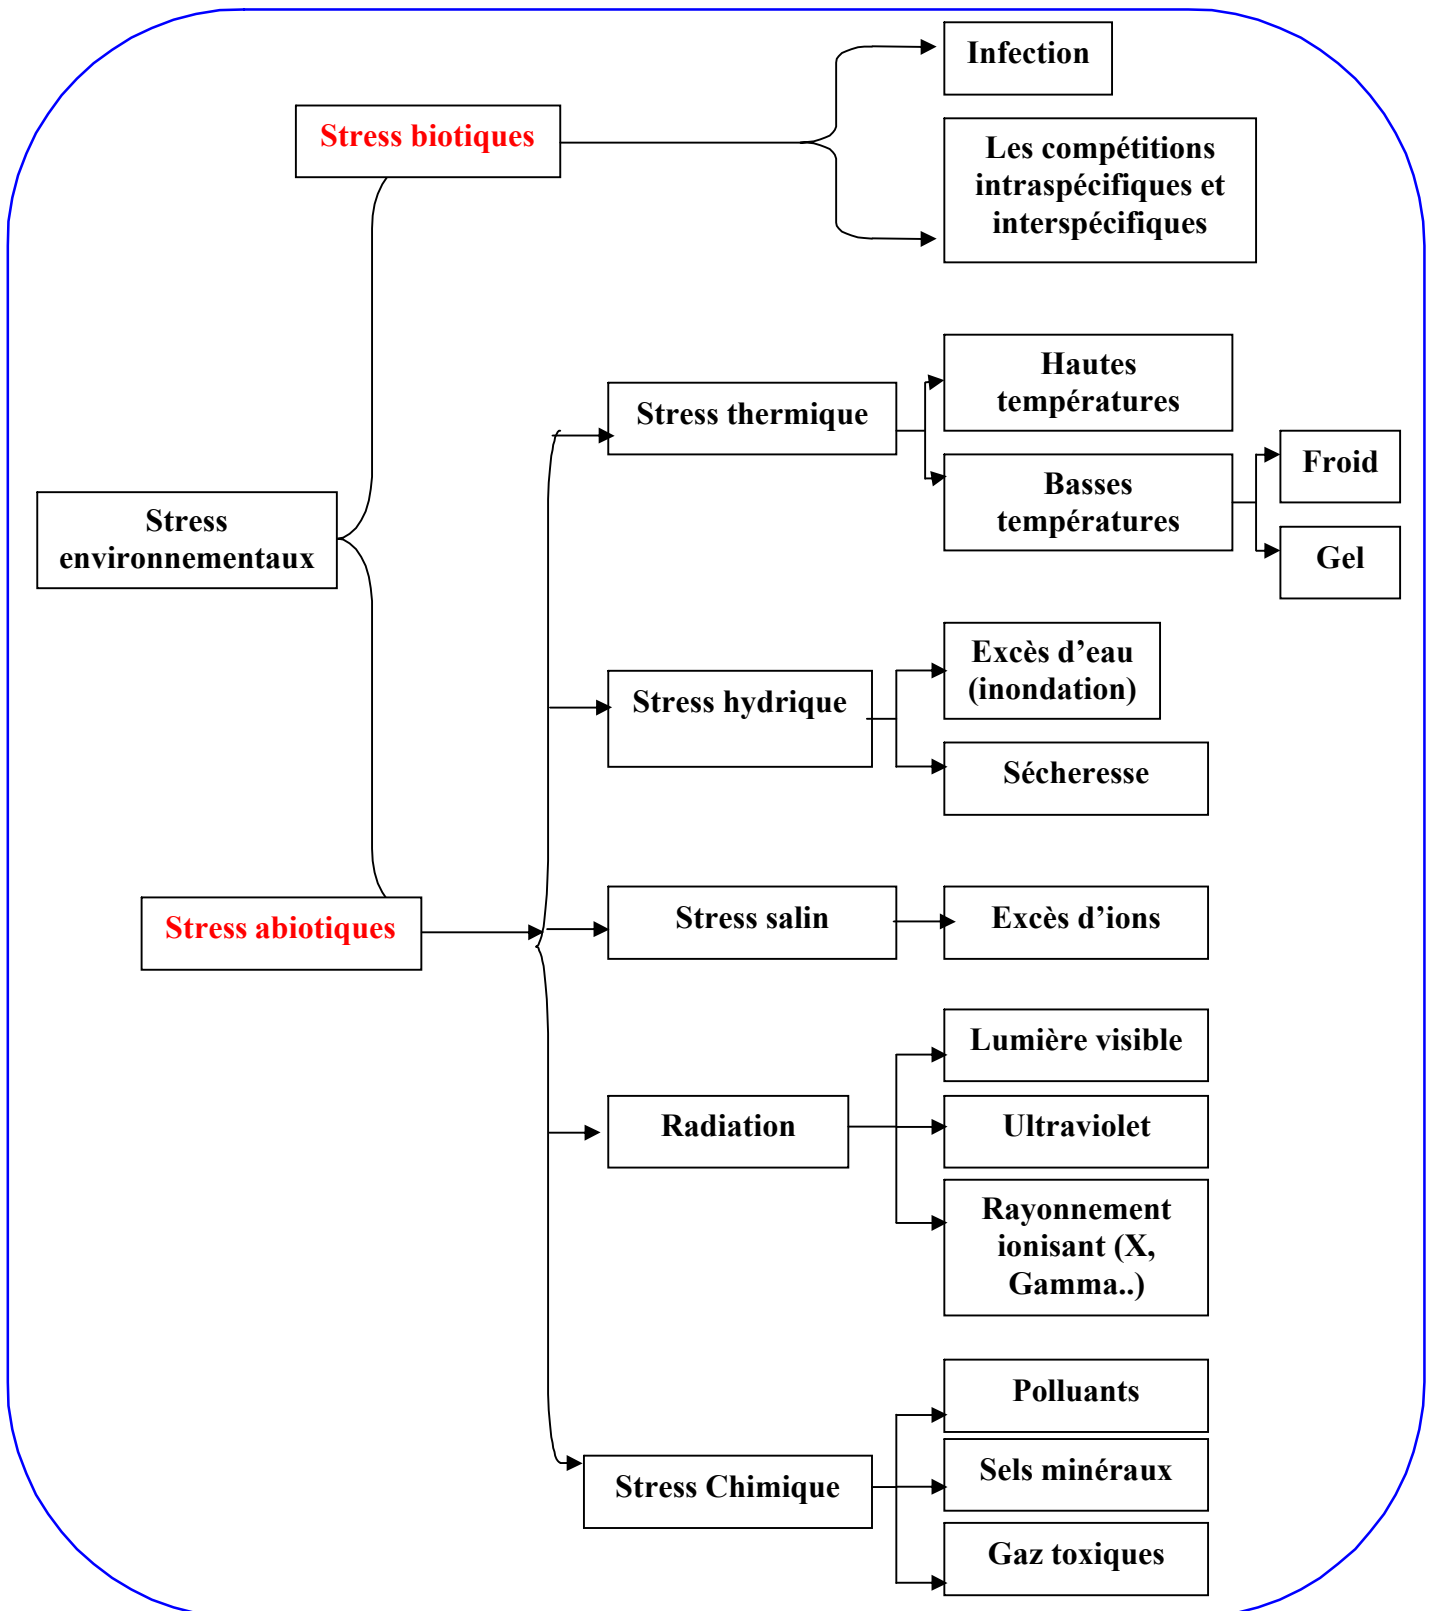 Infection
Stress biotiques
Les compétitions
intraspécifiques et
interspécifiques
Hautes
températures
Stress thermique
Basses
températures
Froid
Gel
Stress
environnementaux
Excès d’eau
(inondation)
Stress hydrique
Sécheresse
Stress abiotiques
Stress salin
Excès d’ions
Lumière visible
Radiation
Ultraviolet
Rayonnement
ionisant (X,
Gamma..)
Polluants
Stress Chimique
Sels minéraux
Gaz toxiques